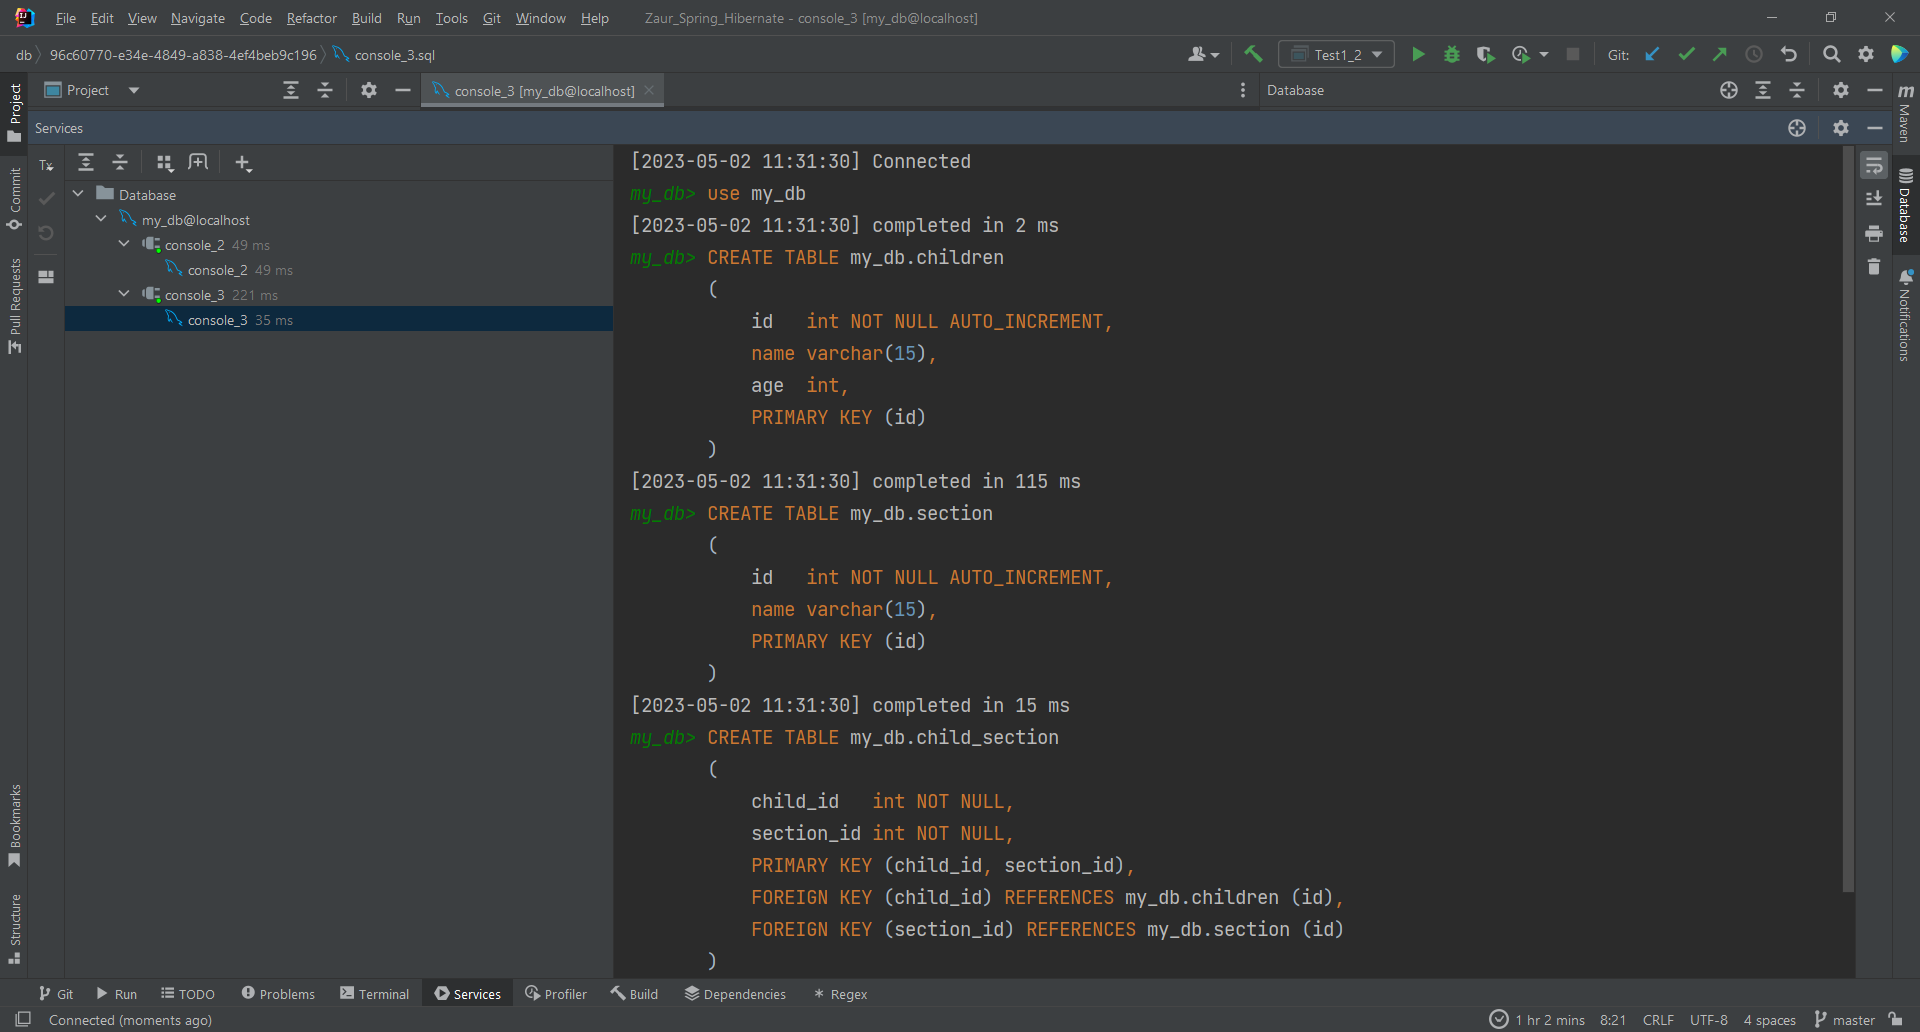 File Edit View Navigate Code Refactor Build Run Tools Git Window Help Zaur_Spring_Hibernate - console_3 [my_db@localhost]
db 96c60770-e34e-4849-a838-4ef4beb9c196 console_3.sql Test1_2 Git:
Project console_3 [my_db@localhost] Database
Services
Tx
Database
my_db@localhost
console_2 49 ms
console_2 49 ms
console_3 221 ms
console_3 35 ms
[2023-05-02 11:31:30] Connected
my_db> use my_db
[2023-05-02 11:31:30] completed in 2 ms
my_db> CREATE TABLE my_db.children
(
id int NOT NULL AUTO_INCREMENT,
name varchar(15),
age int,
PRIMARY KEY (id)
)
[2023-05-02 11:31:30] completed in 115 ms
my_db> CREATE TABLE my_db.section
(
id int NOT NULL AUTO_INCREMENT,
name varchar(15),
PRIMARY KEY (id)
)
[2023-05-02 11:31:30] completed in 15 ms
my_db> CREATE TABLE my_db.child_section
(
child_id int NOT NULL,
section_id int NOT NULL,
PRIMARY KEY (child_id, section_id),
FOREIGN KEY (child_id) REFERENCES my_db.children (id),
FOREIGN KEY (section_id) REFERENCES my_db.section (id)
)
Project
Commit
Pull Requests
Bookmarks
Structure
Maven
Database
Notifications
Git Run TODO Problems Terminal Services Profiler Build Dependencies Regex
Connected (moments ago) 1 hr 2 mins 8:21 CRLF UTF-8 4 spaces master